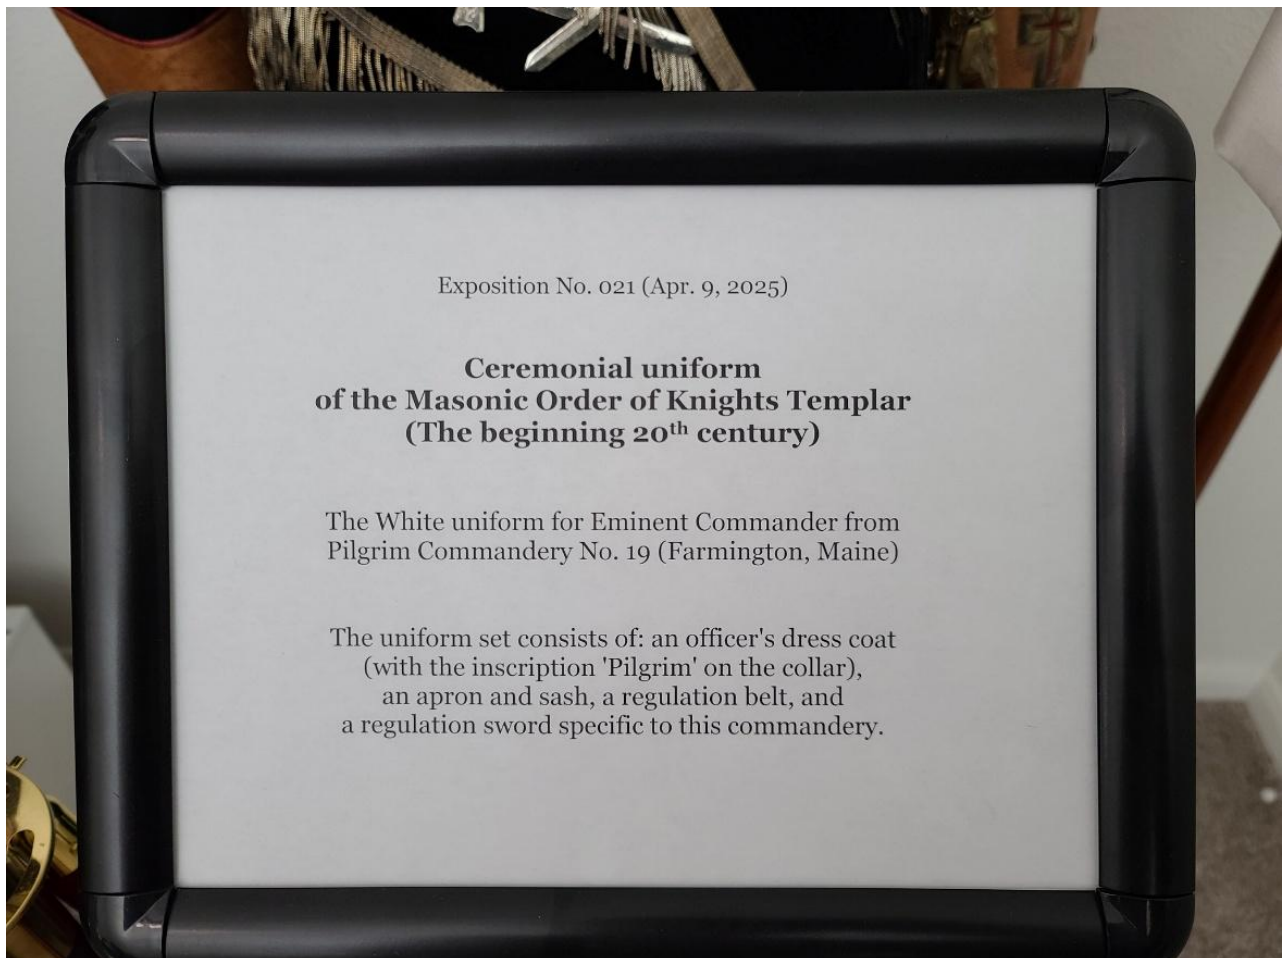 Exposition No. 021 (Apr. 9, 2025)
Ceremonial uniform
of the Masonic Order of Knights Templar
(The beginning 20th century)
The White uniform for Eminent Commander from
Pilgrim Commandery No. 19 (Farmington, Maine)
The uniform set consists of: an officer's dress coat
(with the inscription 'Pilgrim' on the collar),
an apron and sash, a regulation belt, and
a regulation sword specific to this commandery.